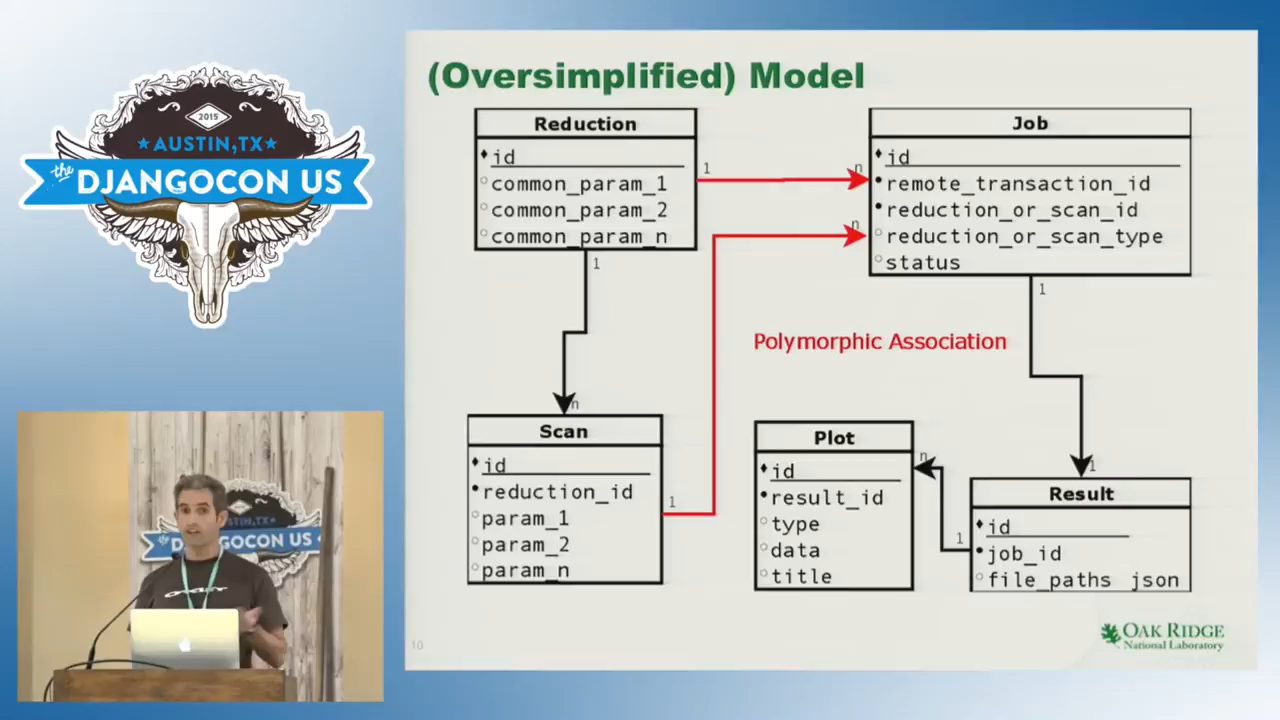 2015
AUSTIN, TX
the
DJANGOCON US
(Oversimplified) Model
Reduction
id
common_param_1
common_param_2
common_param_n
1
n
1
n
Job
id
remote_transaction_id
reduction_or_scan_id
reduction_or_scan_type
status
n
1
Polymorphic Association
Scan
id
reduction_id
param_1
param_2
param_n
1
Plot
id
result_id
type
data
title
n
1
Result
id
job_id
file_paths_json
1
10
OAK RIDGE
National Laboratory
AUSTIN, TX
DJANGOCON US